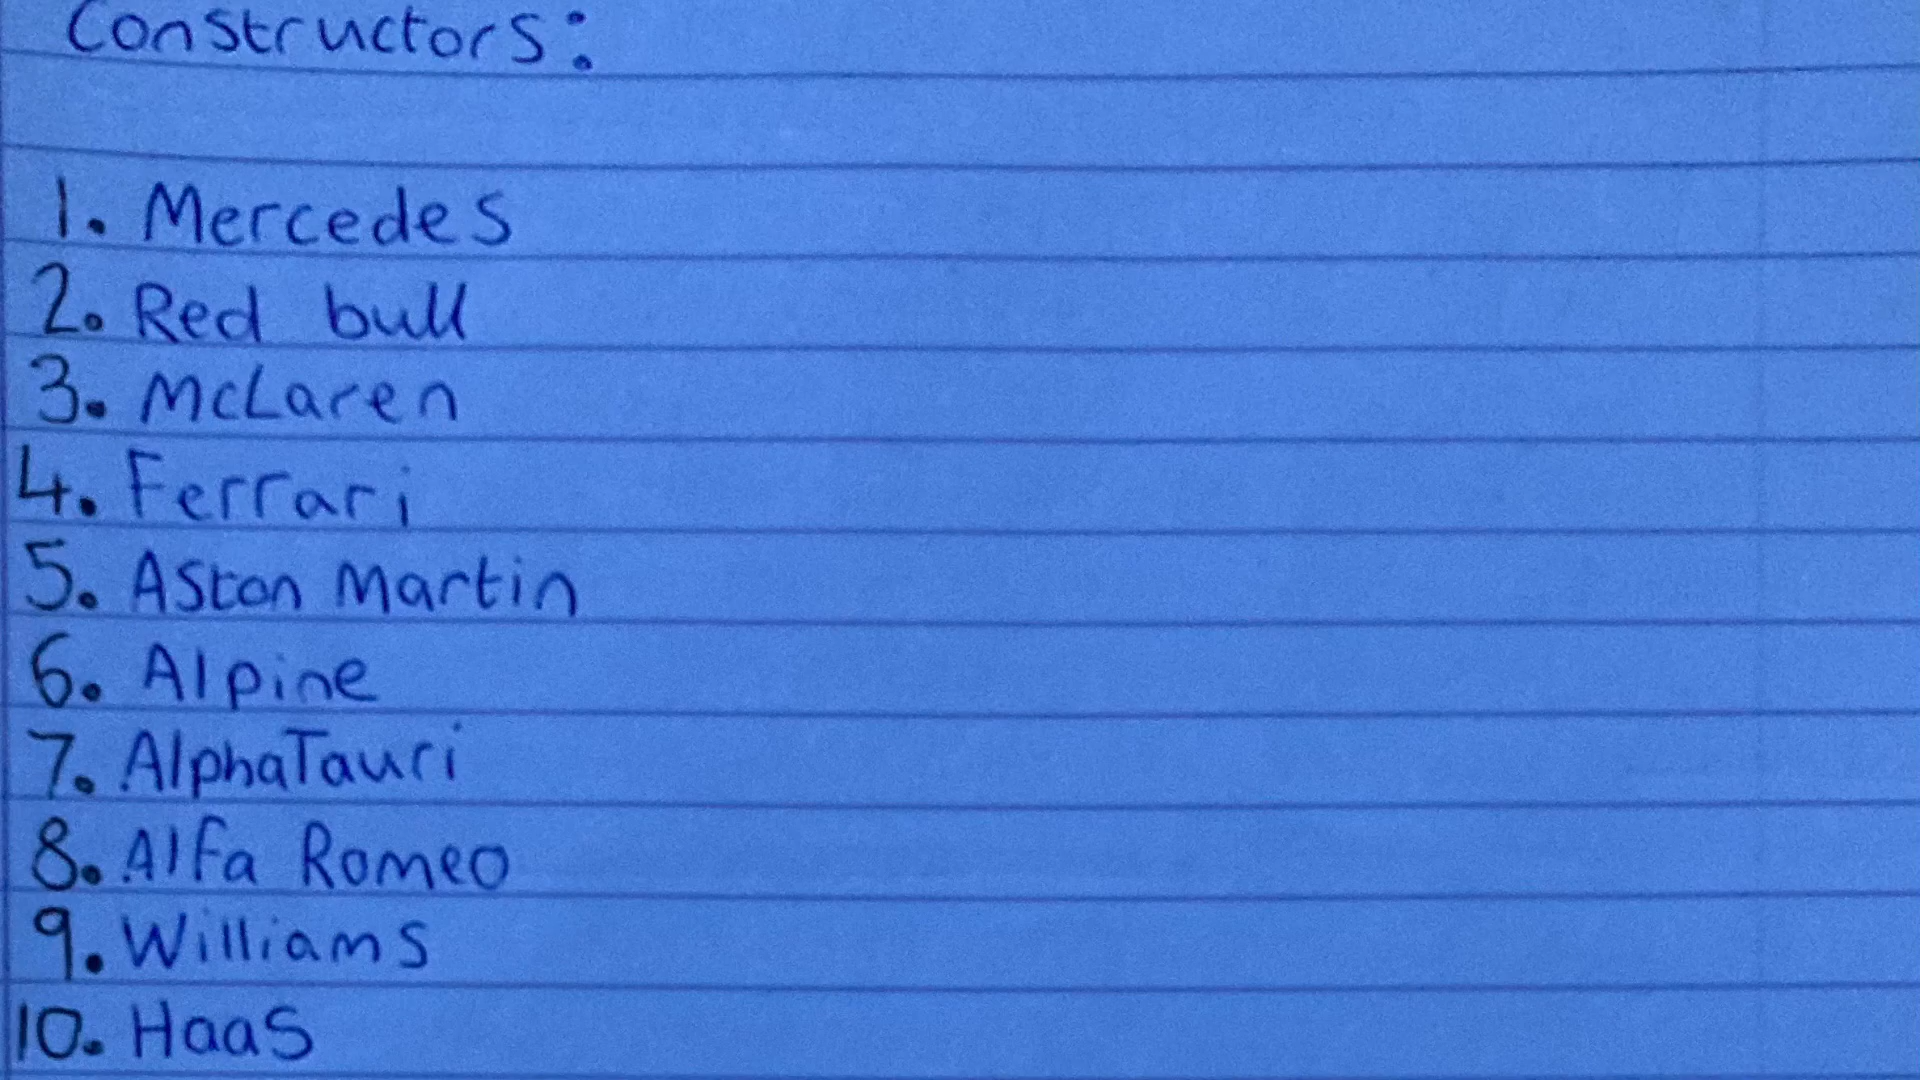 Constructors:
1. Mercedes
2. Red bull
3. McLaren
4. Ferrari
5. Aston Martin
6. Alpine
7. AlphaTauri
8. Alfa Romeo
9. Williams
10. Haas